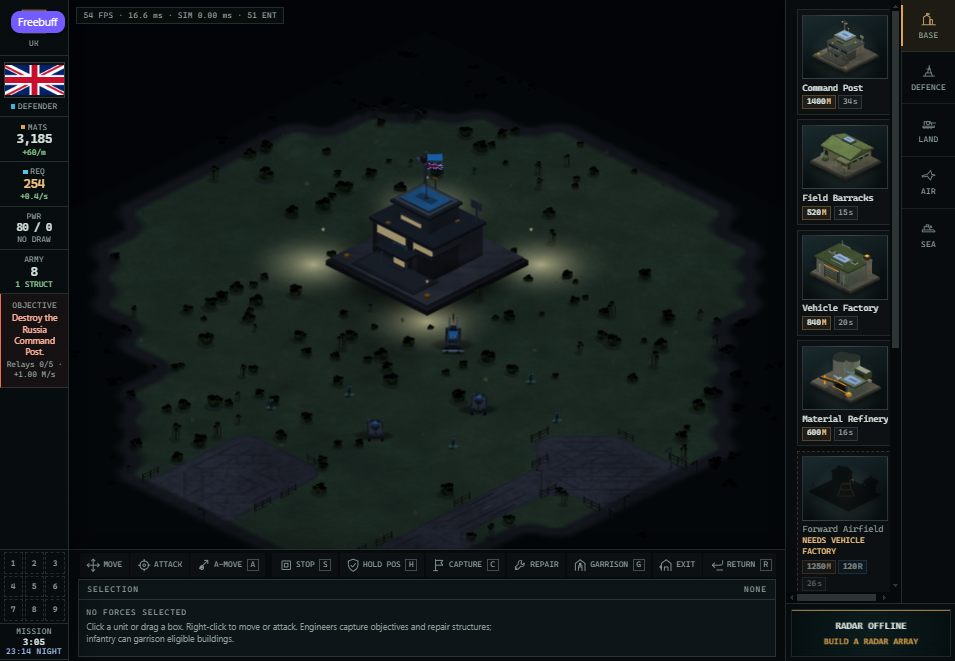 54 FPS · 16.6 ms · SIM 0.00 ms · 51 ENT
Freebuff
UK
DEFENDER
MATS
3,185
+60/m
REQ
254
+0.4/s
PWR
80 / 0
NO DRAW
ARMY
8
1 STRUCT
OBJECTIVE
Destroy the
Russia
Command
Post.
Relays 0/5 ·
+1.00 M/s
1 2 3
4 5 6
7 8 9
MISSION
3:05
23:14 NIGHT
MOVE ATTACK A-MOVE A STOP S HOLD POS H CAPTURE C REPAIR GARRISON G EXIT RETURN R
SELECTION NONE
NO FORCES SELECTED
Click a unit or drag a box. Right-click to move or attack. Engineers capture objectives and repair structures;
infantry can garrison eligible buildings.
Command Post
1400M 34s
Field Barracks
520M 15s
Vehicle Factory
840M 20s
Material Refinery
600M 16s
Forward Airfield
NEEDS VEHICLE
FACTORY
1250M 120R
26s
BASE
DEFENCE
LAND
AIR
SEA
RADAR OFFLINE
BUILD A RADAR ARRAY